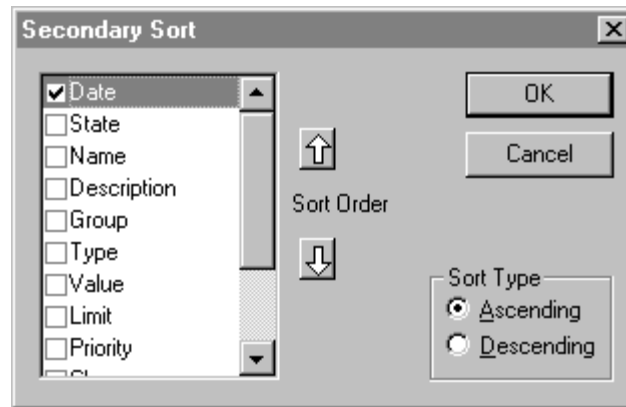 Secondary Sort
Date
State
Name
Description
Group
Type
Value
Limit
Priority
Sort Order
OK
Cancel
Sort Type
Ascending
Descending